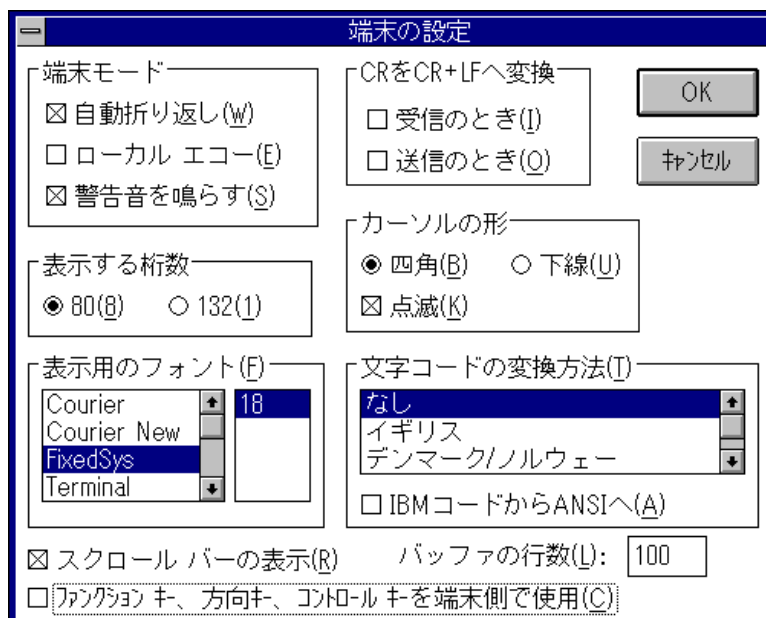 端末の設定
端末モード
自動折り返し(W)
ローカル エコー(E)
警告音を鳴らす(S)
CRをCR+LFへ変換
受信のとき(I)
送信のとき(O)
OK
ｷｬﾝｾﾙ
表示する桁数
80(8) 132(1)
カーソルの形
四角(B) 下線(U)
点滅(K)
表示用のフォント(F)
Courier
Courier New
FixedSys
Terminal
18
文字コードの変換方法(T)
なし
イギリス
デンマーク/ノルウェー
IBMコードからANSIへ(A)
スクロール バーの表示(R)
バッファの行数(L): 100
ﾌｧﾝｸｼｮﾝ ｷｰ、方向ｷｰ、ｺﾝﾄﾛｰﾙ ｷｰを端末側で使用(C)